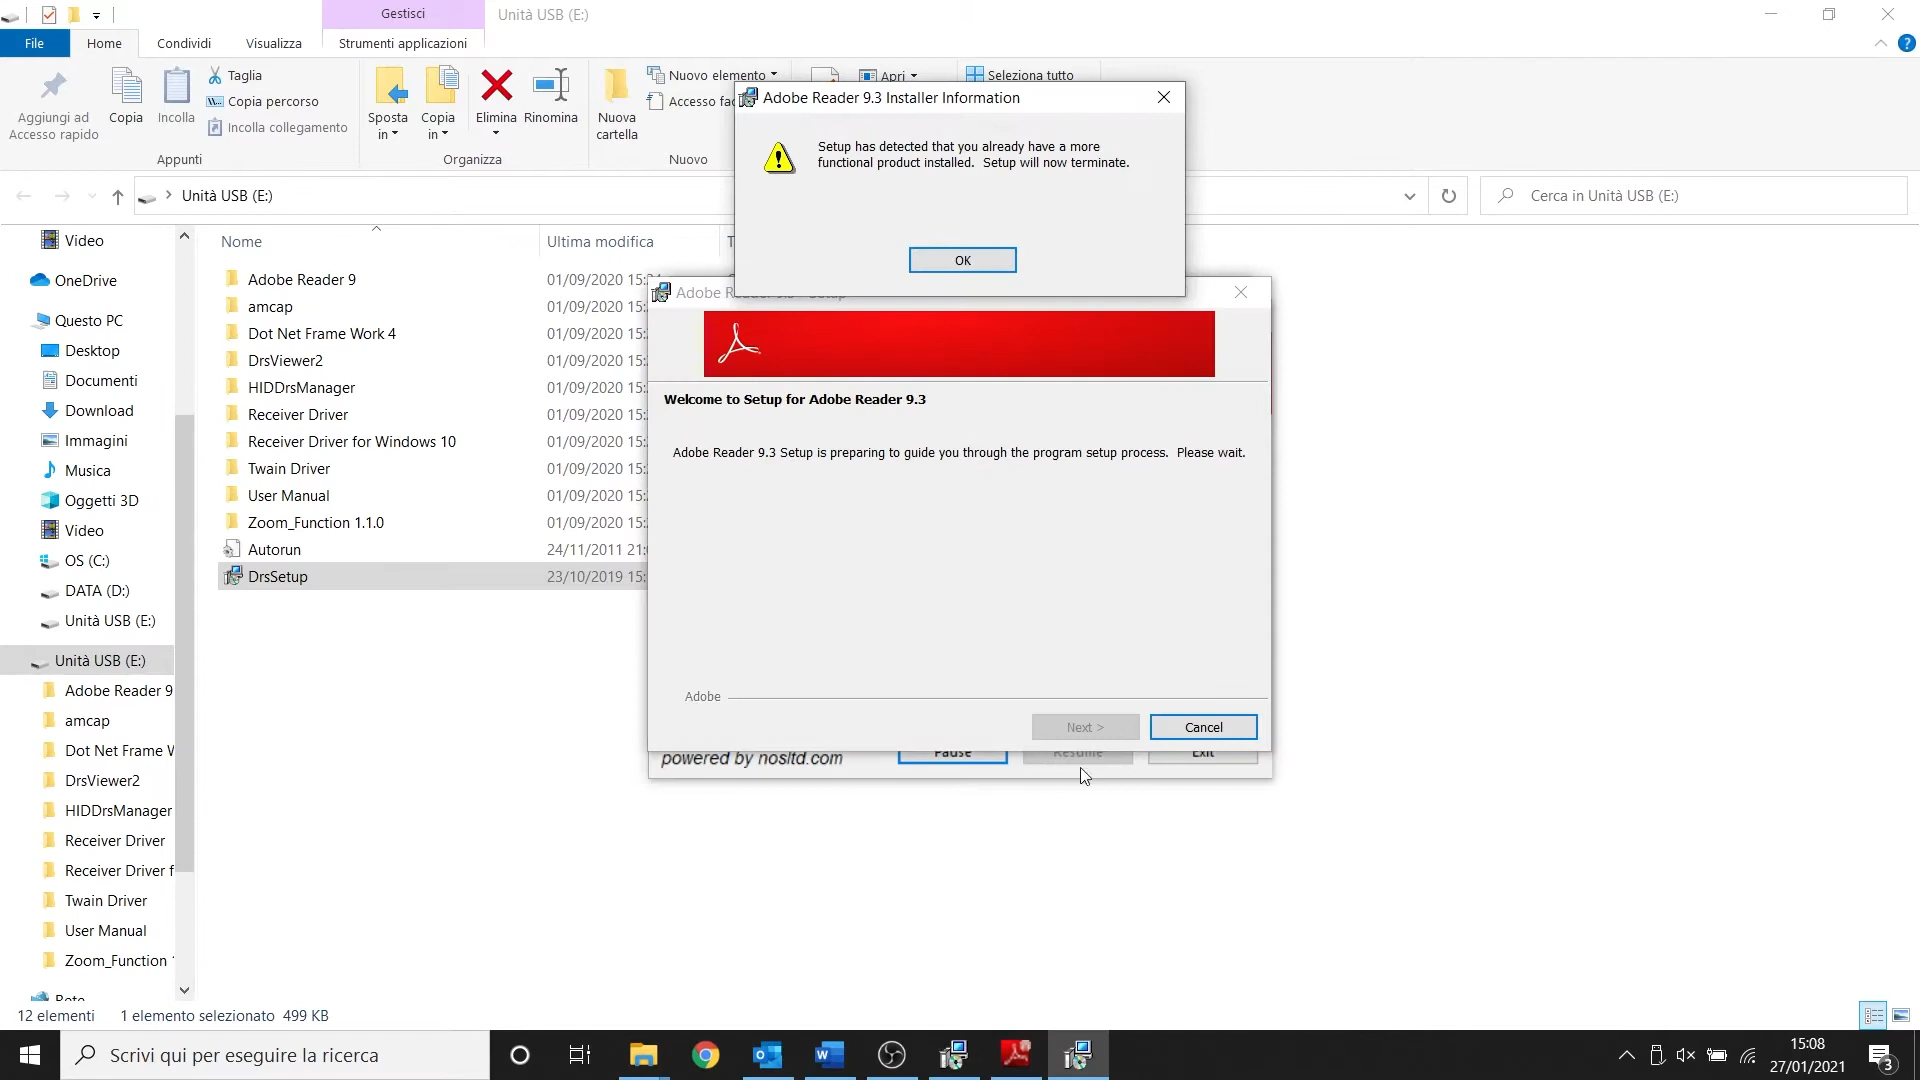 Gestisci
Unità USB (E:)
File
Home
Condividi
Visualizza
Strumenti applicazioni
Aggiungi ad
Accesso rapido
Copia
Incolla
Taglia
Copia percorso
Incolla collegamento
Appunti
Sposta
in
Copia
in
Elimina
Rinomina
Organizza
Nuova
cartella
Nuovo elemento
Nuovo
Apri
Seleziona tutto
Adobe Reader 9.3 Installer Information
Setup has detected that you already have a more
functional product installed. Setup will now terminate.
OK
Unità USB (E:)
Cerca in Unità USB (E:)
Video
OneDrive
Questo PC
Desktop
Documenti
Download
Immagini
Musica
Oggetti 3D
Video
OS (C:)
DATA (D:)
Unità USB (E:)
Unità USB (E:)
Adobe Reader 9
amcap
Dot Net Frame
DrsViewer2
HIDDrsManager
Receiver Driver
Receiver Driver
Twain Driver
User Manual
Zoom_Function
Nome
Ultima modifica
Adobe Reader 9 01/09/2020
amcap 01/09/2020
Dot Net Frame Work 4 01/09/2020
DrsViewer2 01/09/2020
HIDDrsManager 01/09/2020
Receiver Driver 01/09/2020
Receiver Driver for Windows 10 01/09/2020
Twain Driver 01/09/2020
User Manual 01/09/2020
Zoom_Function 1.1.0 01/09/2020
Autorun 24/11/2011
DrsSetup 23/10/2019
Welcome to Setup for Adobe Reader 9.3
Adobe Reader 9.3 Setup is preparing to guide you through the program setup process. Please wait.
Adobe
Next >
Cancel
powered by nosltd.com
Pause
Resume
Exit
12 elementi
1 elemento selezionato 499 KB
Scrivi qui per eseguire la ricerca
15:08
27/01/2021
3